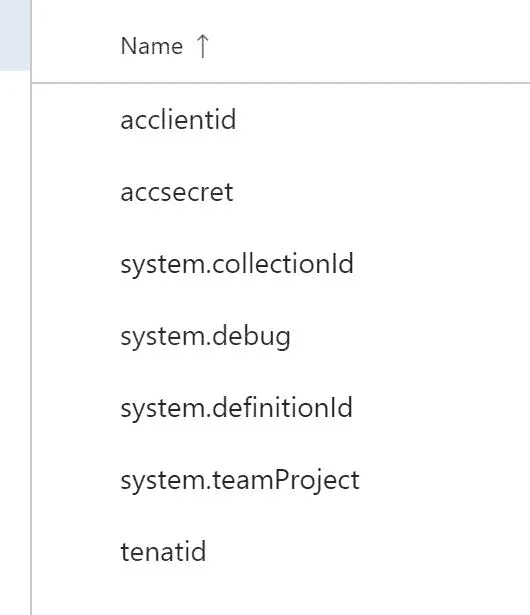 Name ↑
acclientid
accsecret
system.collectionId
system.debug
system.definitionId
system.teamProject
tenatid